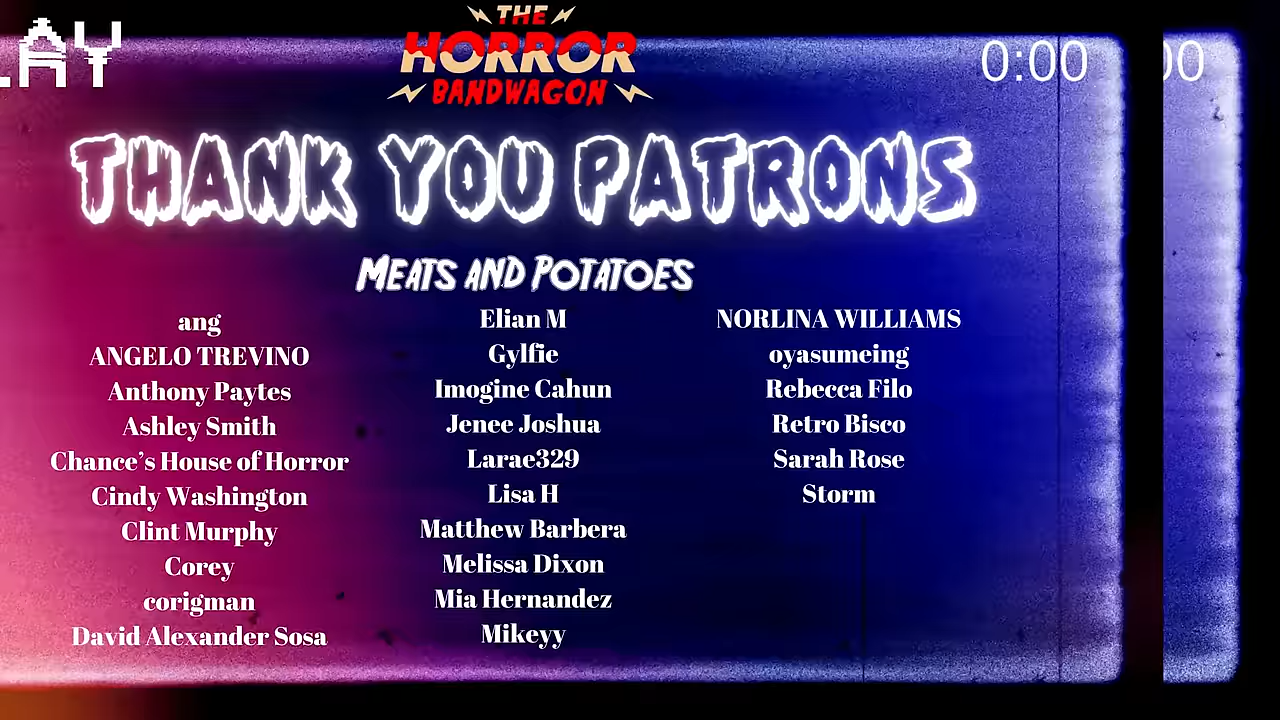 THE
HORROR
BANDWAGON
0:00
THANK YOU PATRONS
MEATS AND POTATOES
ang
ANGELO TREVINO
Anthony Paytes
Ashley Smith
Chance's House of Horror
Cindy Washington
Clint Murphy
Corey
corigman
David Alexander Sosa
Elian M
Gylfie
Imogine Cahun
Jenee Joshua
Larae329
Lisa H
Matthew Barbera
Melissa Dixon
Mia Hernandez
Mikeyy
NORLINA WILLIAMS
oyasumeing
Rebecca Filo
Retro Bisco
Sarah Rose
Storm